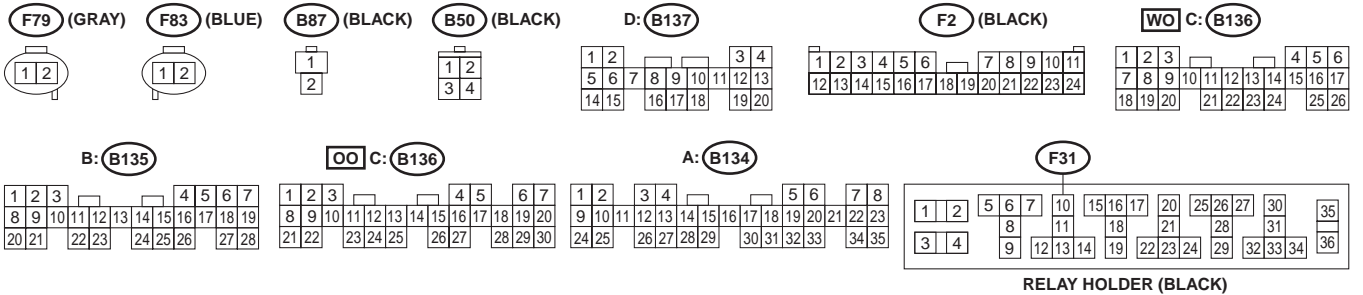 F79 (GRAY) F83 (BLUE) B87 (BLACK) B50 (BLACK) D: B137 F2 (BLACK) WO C: B136
1 2
1 2
1
2
1 2
3 4
1 2 3 4
5 6 7 8 9 10 11 12 13
14 15 16 17 18 19 20
1 2 3 4 5 6 7 8 9 10 11
12 13 14 15 16 17 18 19 20 21 22 23 24
1 2 3 4 5 6
7 8 9 10 11 12 13 14 15 16 17
18 19 20 21 22 23 24 25 26
B: B135 OO C: B136 A: B134 F31
1 2 3 4 5 6 7
8 9 10 11 12 13 14 15 16 17 18 19
20 21 22 23 24 25 26 27 28
1 2 3 4 5 6 7
8 9 10 11 12 13 14 15 16 17 18 19 20
21 22 23 24 25 26 27 28 29 30
1 2 3 4 5 6 7 8
9 10 11 12 13 14 15 16 17 18 19 20 21 22 23
24 25 26 27 28 29 30 31 32 33 34 35
1 2 5 6 7 10 15 16 17 20 25 26 27 30 35
8 11 18 21 28 31
3 4 9 12 13 14 19 22 23 24 29 32 33 34 36
RELAY HOLDER (BLACK)